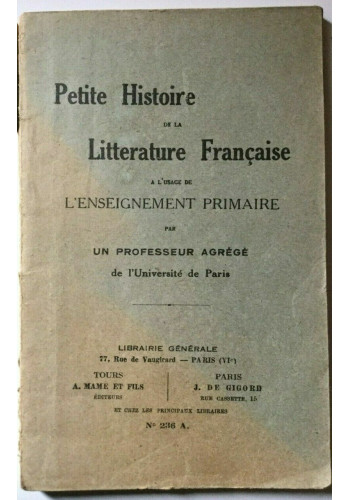 Petite Histoire
DE LA
Litterature Française
A L'USAGE DE
L'ENSEIGNEMENT PRIMAIRE
PAR
UN PROFESSEUR AGRÉGÉ
de l'Université de Paris
LIBRAIRIE GÉNÉRALE
77, Rue de Vaugirard — PARIS (VIe)
TOURS
A. MAME ET FILS
ÉDITEURS
PARIS
J. DE GIGORD
RUE CASSETTE, 15
ET CHEZ LES PRINCIPAUX LIBRAIRES
No 236 A.